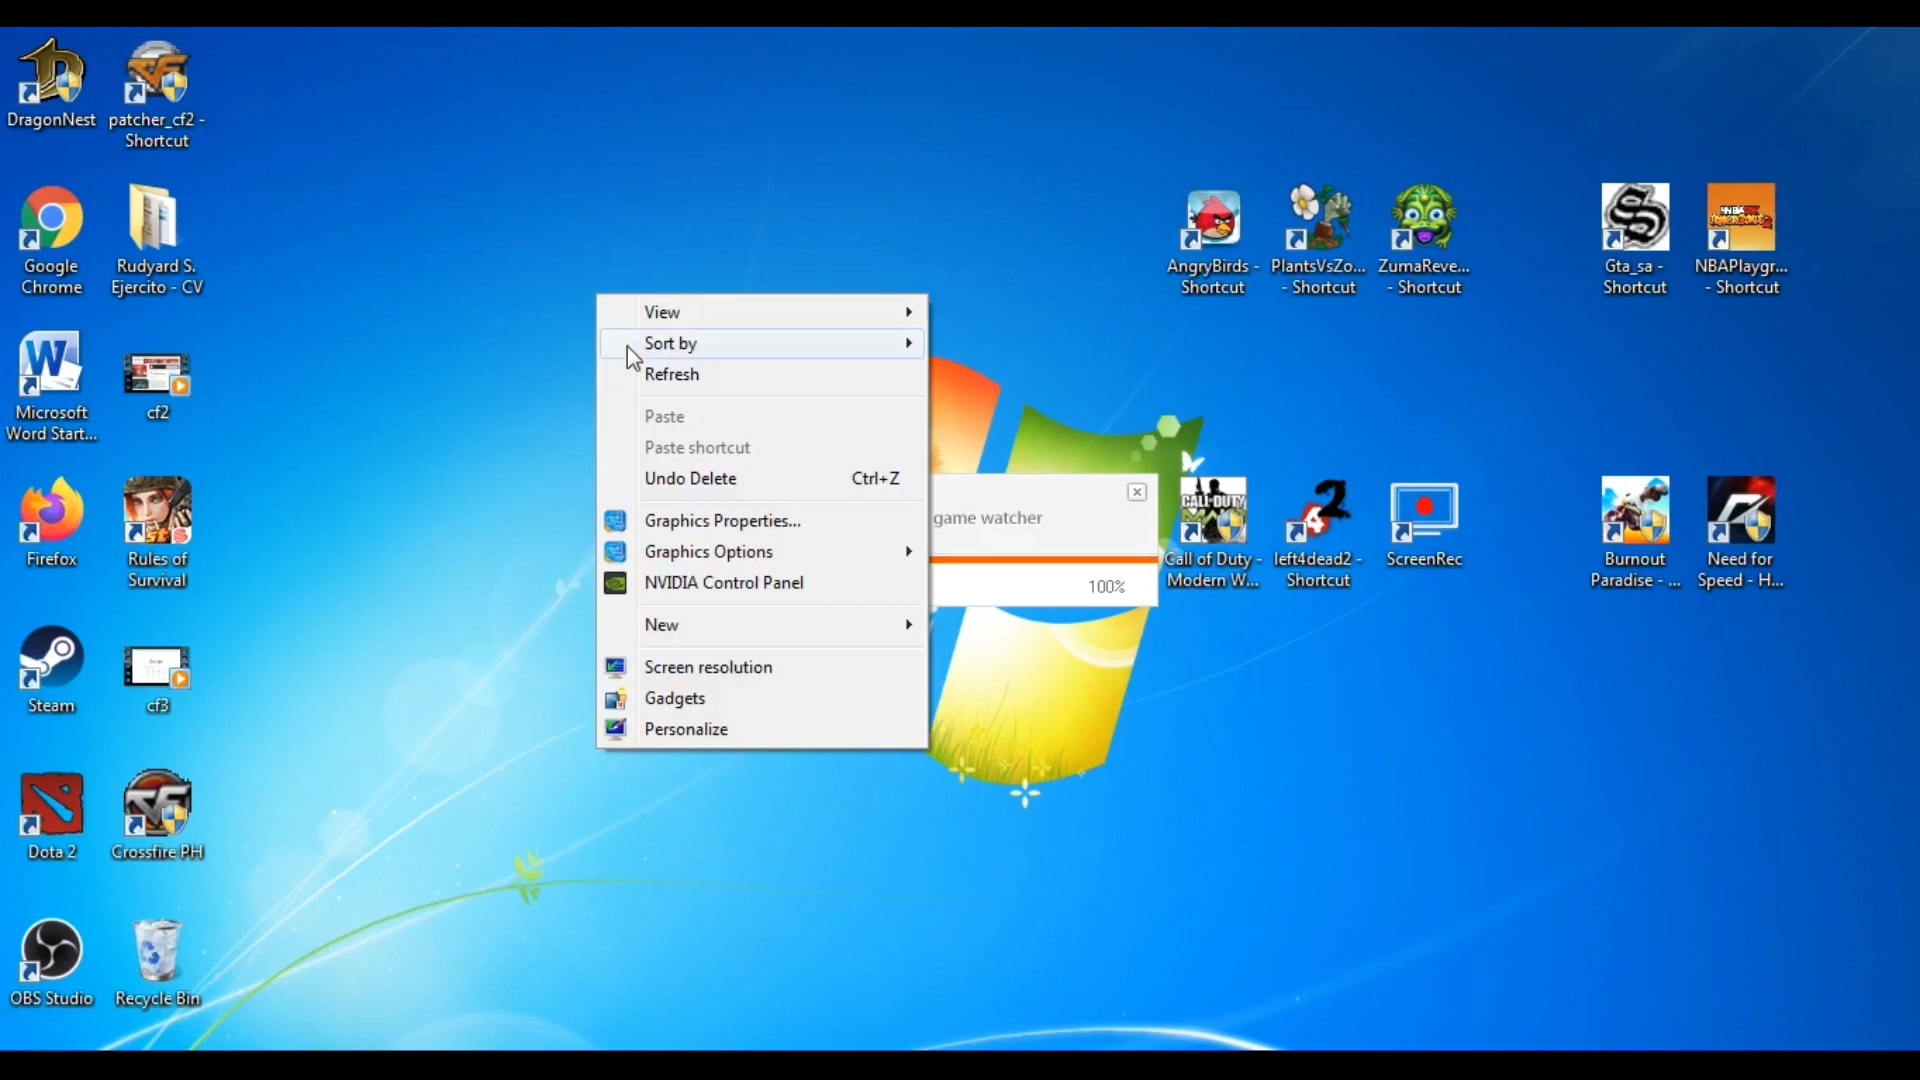 DragonNest
patcher_cf2 -
Shortcut
Google
Chrome
Rudyard S.
Ejercito - CV
Microsoft
Word Start...
cf2
Firefox
Rules of
Survival
Steam
cf3
Dota 2
Crossfire PH
OBS Studio
Recycle Bin
View
Sort by
Refresh
Paste
Paste shortcut
Undo Delete Ctrl+Z
Graphics Properties...
Graphics Options
NVIDIA Control Panel
New
Screen resolution
Gadgets
Personalize
game watcher
100%
AngryBirds -
Shortcut
PlantsVsZo...
- Shortcut
ZumaReve...
- Shortcut
Gta_sa -
Shortcut
NBAPlaygr...
- Shortcut
CALL OF DUTY
Call of Duty -
Modern W...
left4dead2 -
Shortcut
ScreenRec
Burnout
Paradise - ...
Need for
Speed - H...